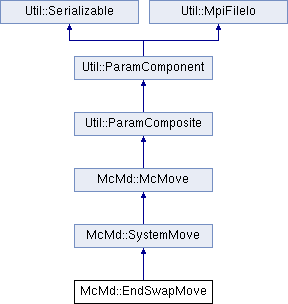 Util::Serializable
Util::MpiFileIo
Util::ParamComponent
Util::ParamComposite
McMd::McMove
McMd::SystemMove
McMd::EndSwapMove